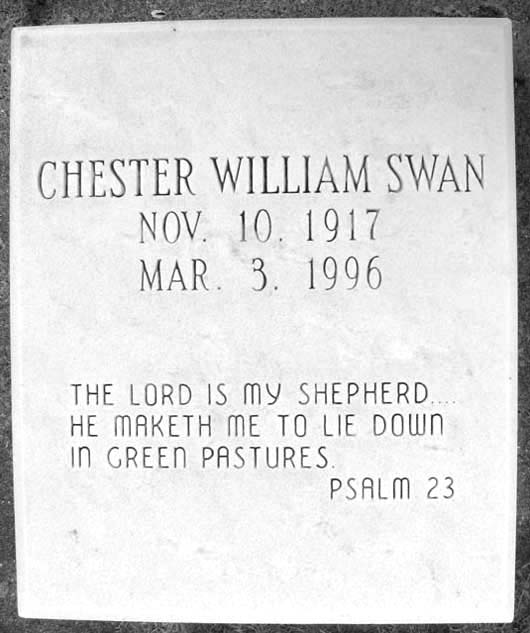 CHESTER WILLIAM SWAN
NOV. 10, 1917
MAR. 3, 1996
THE LORD IS MY SHEPHERD....
HE MAKETH ME TO LIE DOWN
IN GREEN PASTURES.
PSALM 23